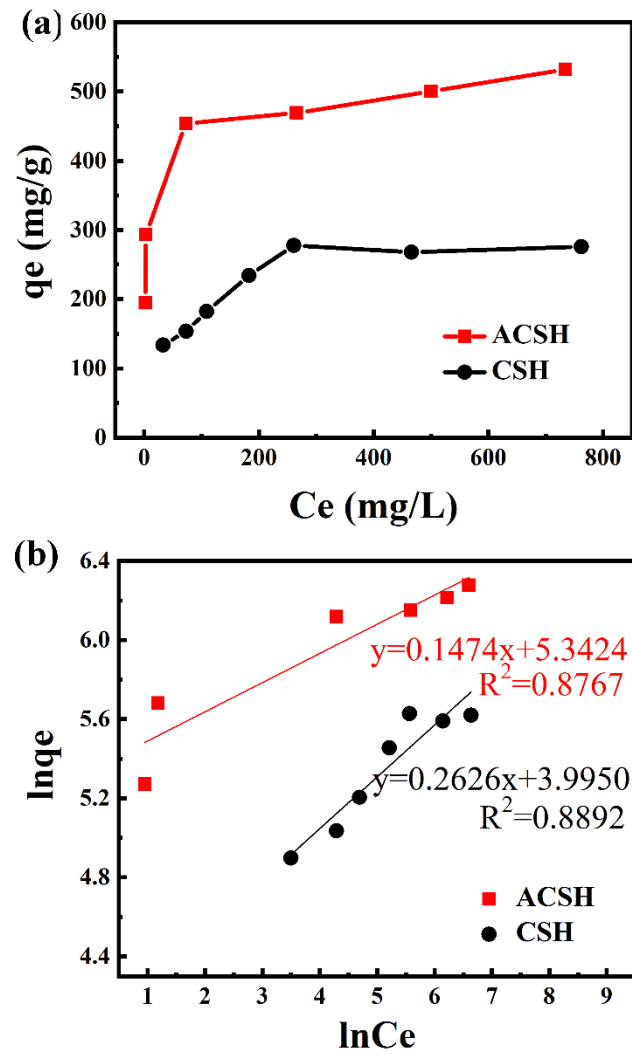 (a)
600
500
400
300
200
100
0
qe (mg/g)
ACSH
CSH
0 200 400 600 800
Ce (mg/L)
(b)
6.4
6.0
5.6
5.2
4.8
4.4
lnqe
y=0.1474x+5.3424
R²=0.8767
y=0.2626x+3.9950
R²=0.8892
ACSH
CSH
1 2 3 4 5 6 7 8 9
lnCe